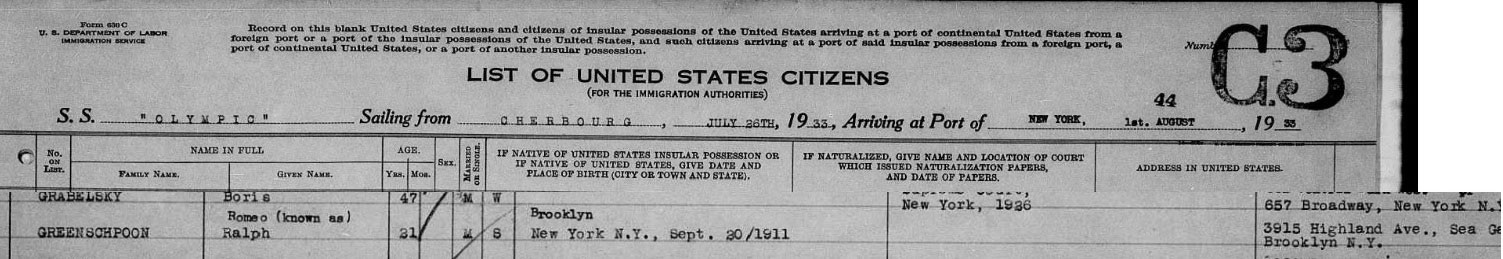 Form 630 C
U. S. DEPARTMENT OF LABOR
IMMIGRATION SERVICE
Record on this blank United States citizens and citizens of insular possessions of the United States arriving at a port of continental United States from a
foreign port or a port of the insular possessions of the United States, and such citizens arriving at a port of said insular possessions from a foreign port, a
port of continental United States, or a port of another insular possession.
C.3
LIST OF UNITED STATES CITIZENS
(FOR THE IMMIGRATION AUTHORITIES)
44
S. S. "OLYMPIC" Sailing from CHERBOURG, JULY 26TH, 1933, Arriving at Port of NEW YORK, 1st. AUGUST, 1933
No. ON LIST.
NAME IN FULL
FAMILY NAME.
GIVEN NAME.
AGE.
YRS.
MOS.
SEX.
MARRIED OR SINGLE.
IF NATIVE OF UNITED STATES INSULAR POSSESSION OR
IF NATIVE OF UNITED STATES, GIVE DATE AND
PLACE OF BIRTH (CITY OR TOWN AND STATE).
IF NATURALIZED, GIVE NAME AND LOCATION OF COURT
WHICH ISSUED NATURALIZATION PAPERS,
AND DATE OF PAPERS.
ADDRESS IN UNITED STATES.
GRABELSKY Boris 47 M W
New York, 1926
657 Broadway, New York N.Y
Romeo (known as)
Brooklyn
GREENSCHPOON Ralph 21 M S New York N.Y., Sept. 20/1911
3915 Highland Ave., Sea
Brooklyn N.Y.